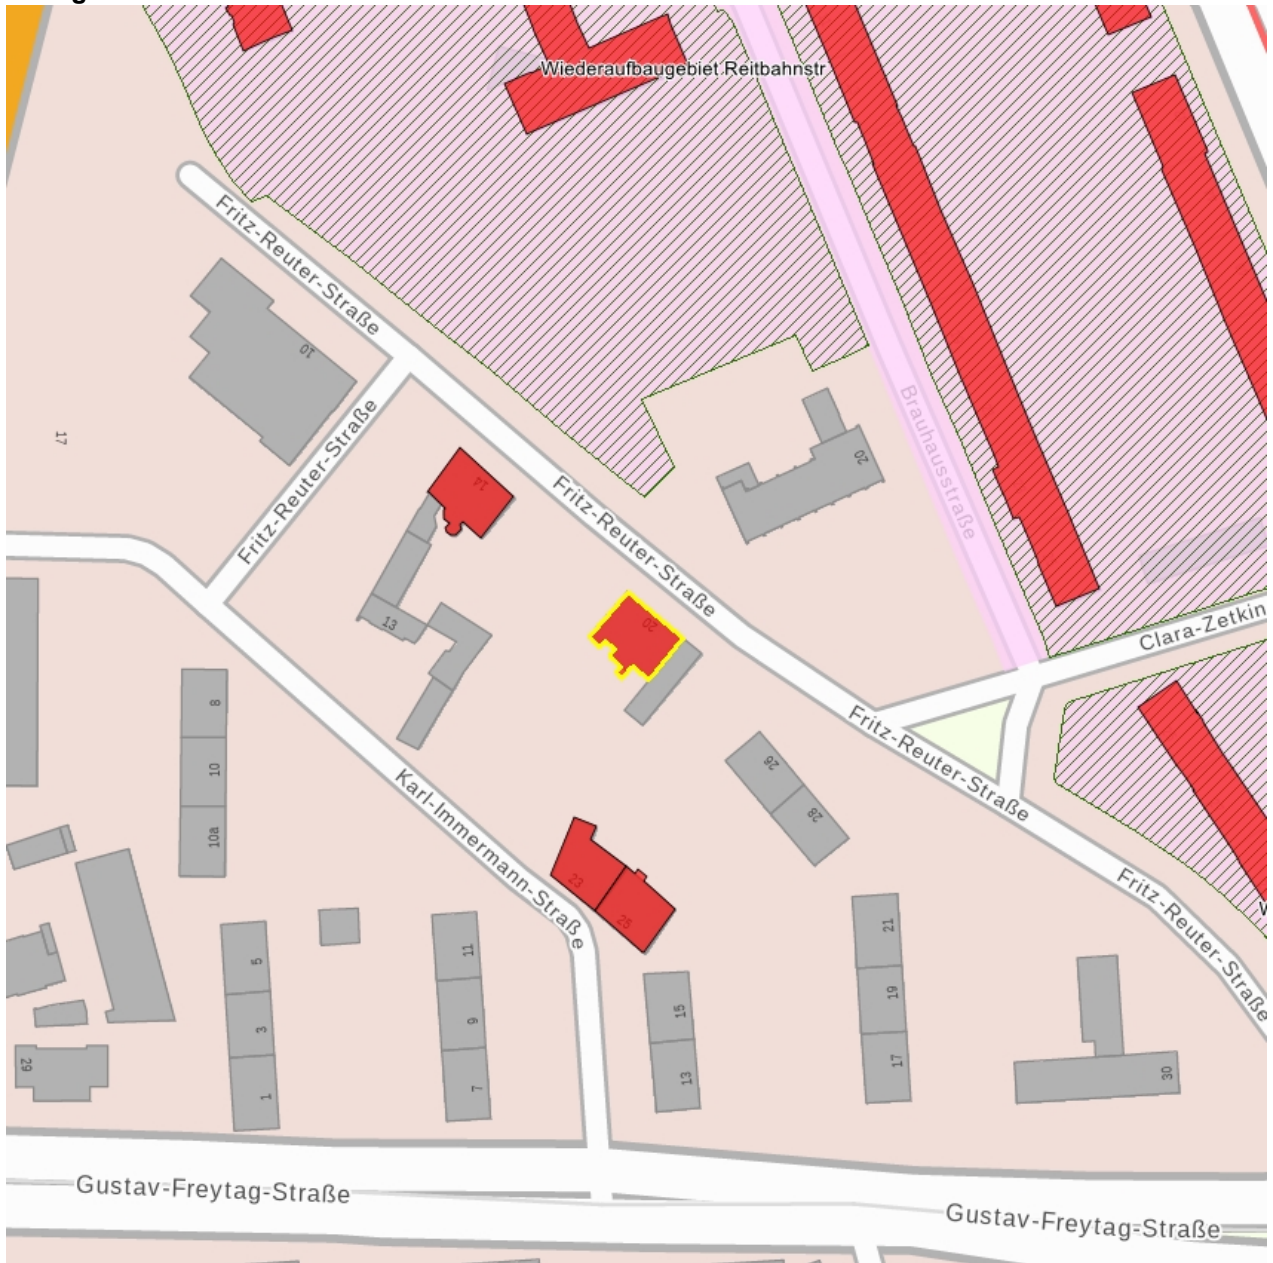 Wiederaufbaugebiet Reitbahnstr
Fritz-Reuter-Straße
10
17
Fritz-Reuter-Straße
14
Fritz-Reuter-Straße
20
Brauhausstraße
13
20
Clara-Zetkin
Fritz-Reuter-Straße
8
10
10a
Karl-Immermann-Straße
26
28
Fritz-Reuter-Straße
23
25
5
3
1
11
9
7
15
13
21
19
17
29
30
Gustav-Freytag-Straße
Gustav-Freytag-Straße